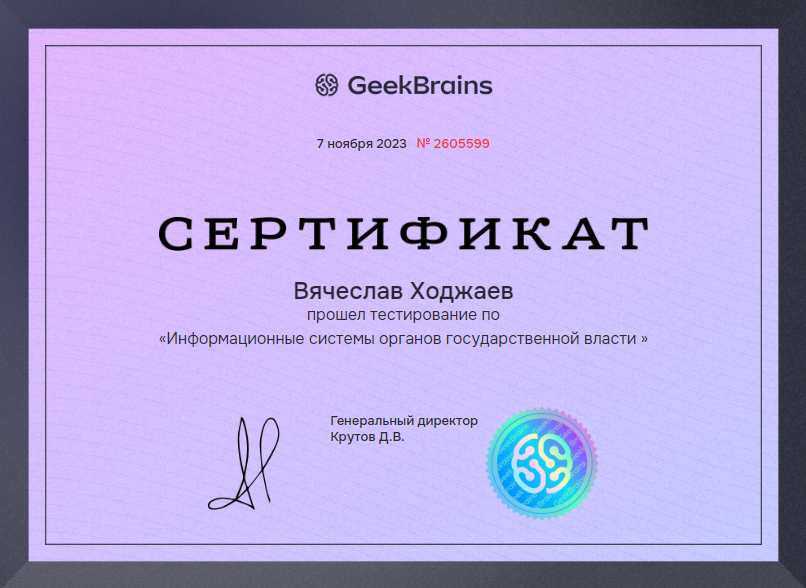 GeekBrains
7 ноября 2023 № 2605599
СЕРТИФИКАТ
Вячеслав Ходжаев
прошел тестирование по
«Информационные системы органов государственной власти »
Генеральный директор
Крутов Д.В.